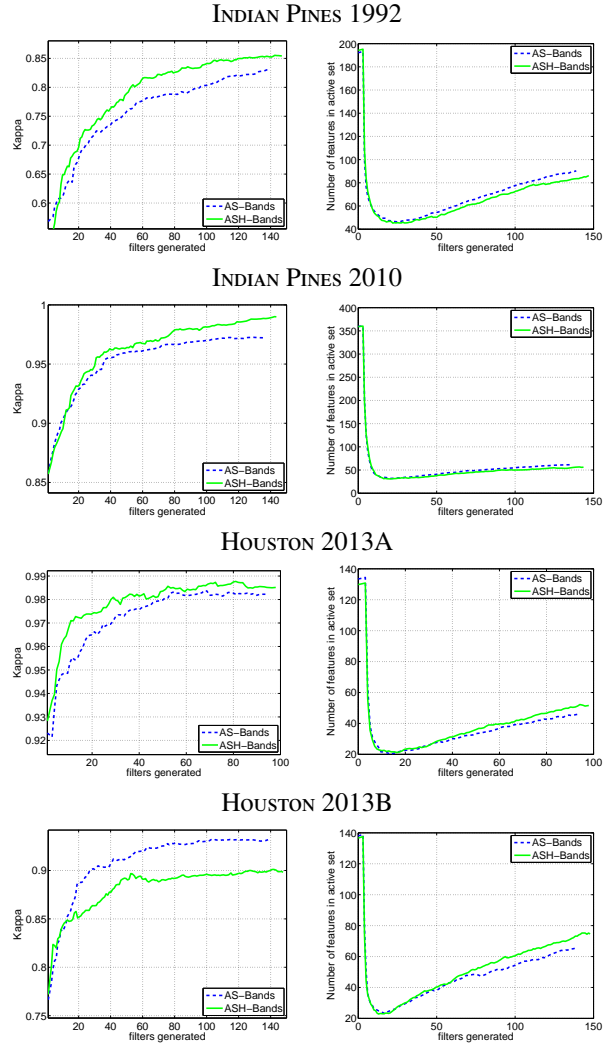 INDIAN PINES 1992
0.85
0.8
0.75
0.7
0.65
0.6
Kappa
20 40 60 80 100 120 140
filters generated
AS−Bands
ASH−Bands
200
180
160
140
120
100
80
60
40
Number of features in active set
0 50 100 150
filters generated
AS−Bands
ASH−Bands
INDIAN PINES 2010
1
0.95
0.9
0.85
Kappa
20 40 60 80 100 120 140
filters generated
AS−Bands
ASH−Bands
400
350
300
250
200
150
100
50
0
Number of features in active set
0 50 100 150
filters generated
AS−Bands
ASH−Bands
HOUSTON 2013A
0.99
0.98
0.97
0.96
0.95
0.94
0.93
0.92
Kappa
20 40 60 80 100
filters generated
AS−Bands
ASH−Bands
140
120
100
80
60
40
20
Number of features in active set
0 50 100
filters generated
AS−Bands
ASH−Bands
HOUSTON 2013B
0.9
0.85
0.8
0.75
Kappa
20 40 60 80 100 120 140
filters generated
AS−Bands
ASH−Bands
140
120
100
80
60
40
20
Number of features in active set
0 50 100 150
filters generated
AS−Bands
ASH−Bands